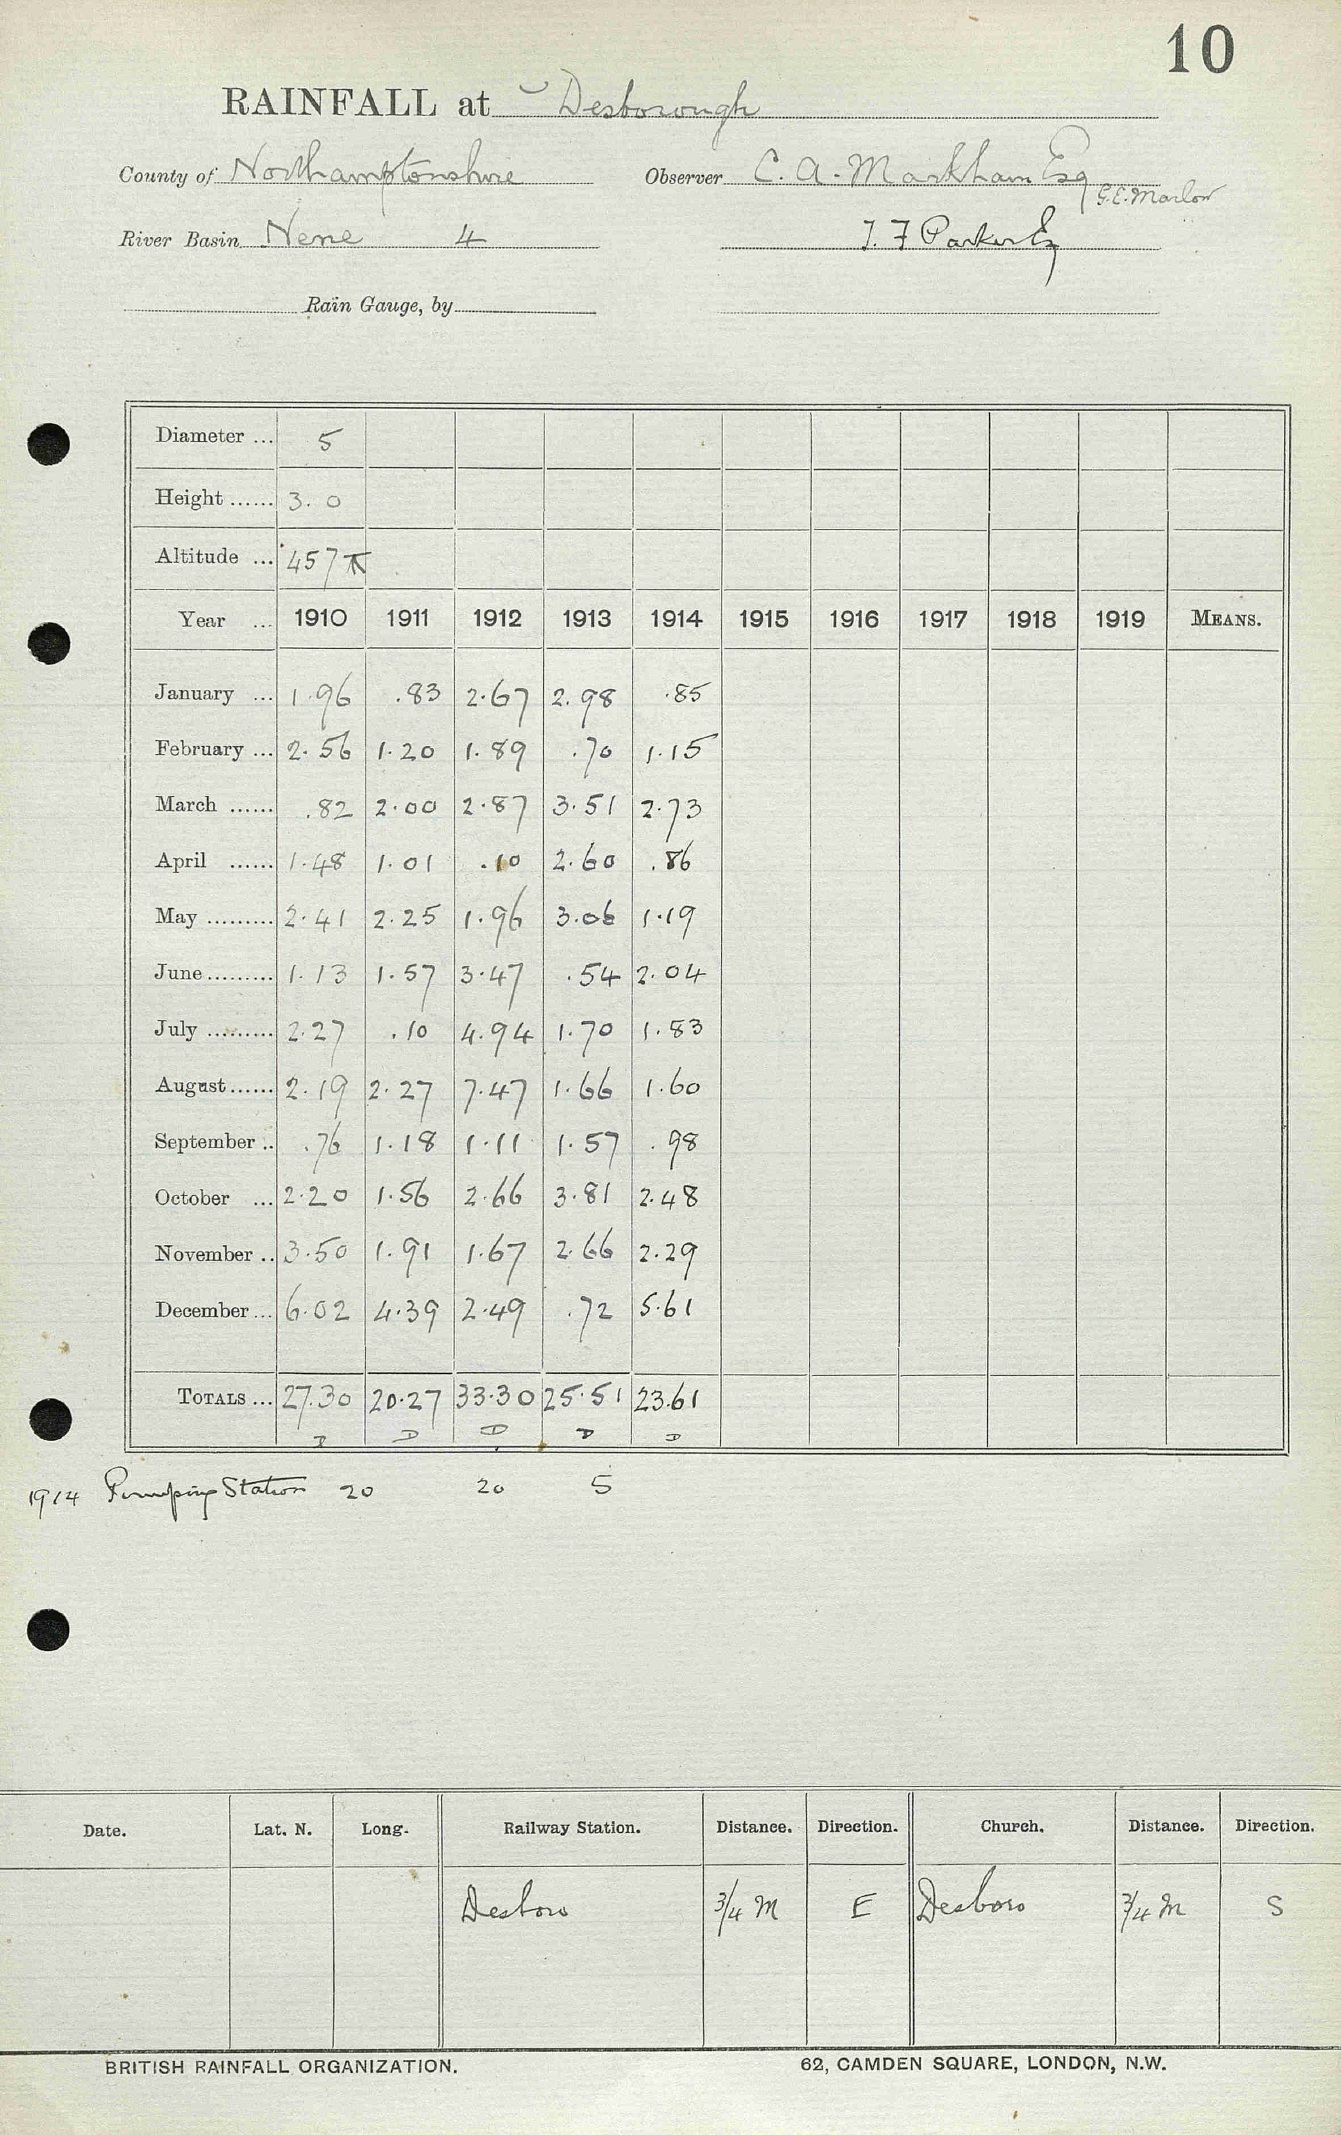 10
RAINFALL at Desborough
County of Northamptonshire Observer C. A. Markham Esq G.E. Marlow
River Basin Nene 4 T. F Parker Esq
Rain Gauge, by
Diameter ... 5
Height ...... 3. 0
Altitude ... 457
Year ... 1910 1911 1912 1913 1914 1915 1916 1917 1918 1919 MEANS.
January ... 1.96 .83 2.67 2.98 .85
February ... 2.56 1.20 1.89 .70 1.15
March ...... .82 2.00 2.87 3.51 2.73
April ...... 1.48 1.01 .10 2.60 .86
May ......... 2.41 2.25 1.96 3.06 1.19
June ......... 1.13 1.57 3.47 .54 2.04
July ......... 2.27 .10 4.94 1.70 1.83
August ...... 2.19 2.27 7.47 1.66 1.60
September .. .76 1.18 1.11 1.57 .98
October ... 2.20 1.56 2.66 3.81 2.48
November .. 3.50 1.91 1.67 2.66 2.29
December ... 6.02 4.39 2.49 .72 5.61
TOTALS ... 27.30 20.27 33.30 25.51 23.61
D D D D D
1914 Pumping Station 20 20 5
Date. Lat. N. Long. Railway Station. Distance. Direction. Church. Distance. Direction.
Desboro 3/4 M E Desboro 3/4 M S
BRITISH RAINFALL ORGANIZATION. 62, CAMDEN SQUARE, LONDON, N.W.